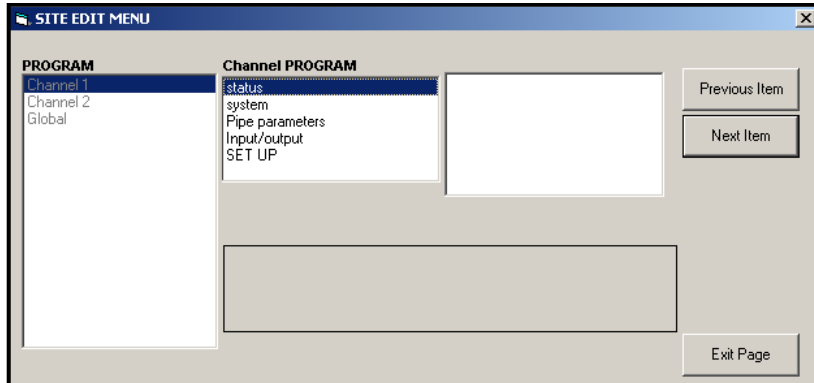 SITE EDIT MENU
PROGRAM
Channel 1
Channel 2
Global
Channel PROGRAM
status
system
Pipe parameters
Input/output
SET UP
Previous Item
Next Item
Exit Page